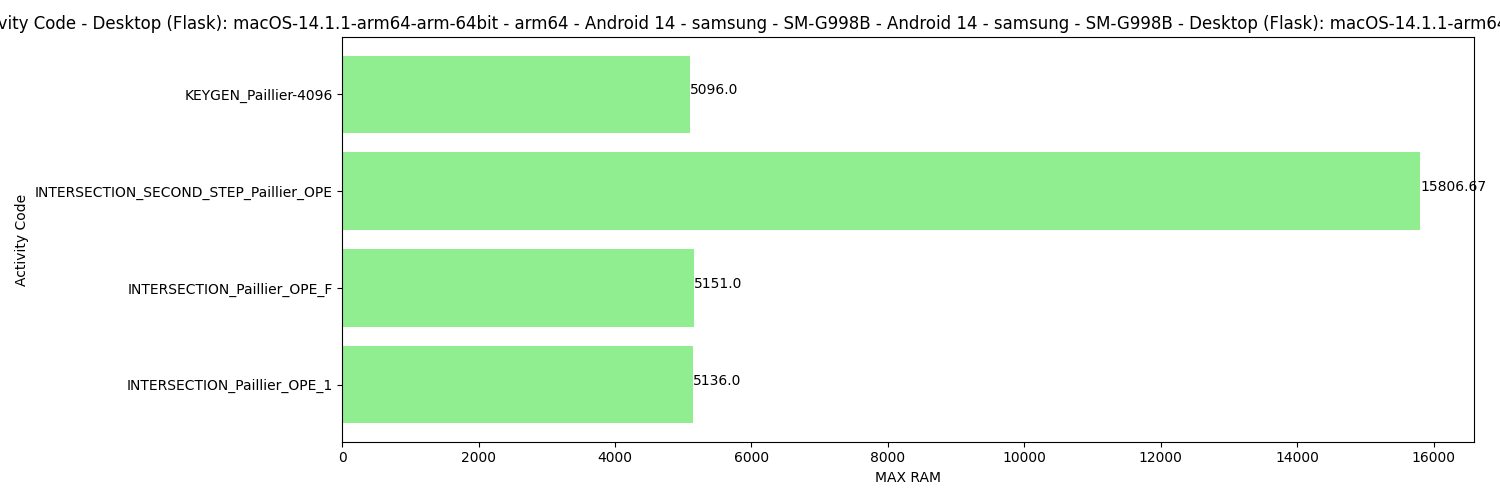 vity Code - Desktop (Flask): macOS-14.1.1-arm64-arm-64bit - arm64 - Android 14 - samsung - SM-G998B - Android 14 - samsung - SM-G998B - Desktop (Flask): macOS-14.1.1-arm64
KEYGEN_Paillier-4096
5096.0
INTERSECTION_SECOND_STEP_Paillier_OPE
15806.67
Activity Code
INTERSECTION_Paillier_OPE_F
5151.0
INTERSECTION_Paillier_OPE_1
5136.0
0 2000 4000 6000 8000 10000 12000 14000 16000
MAX RAM